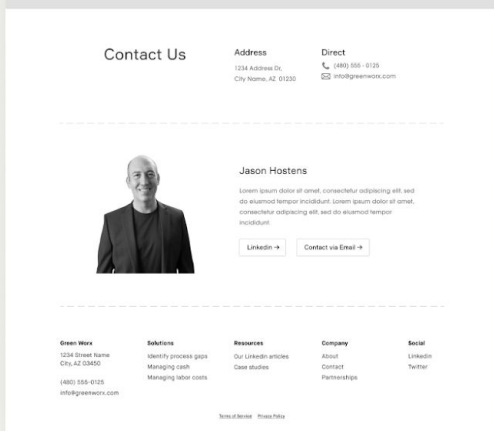 Contact Us
Address
1234 Address Dr,
City Name, AZ 01230
Direct
(480) 555 - 0125
info@greenworx.com
Jason Hostens
Lorem ipsum dolor sit amet, consectetur adipiscing elit, sed
do eiusmod tempor incididunt. Lorem ipsum dolor sit amet,
consectetur adipiscing elit, sed do eiusmod tempor
incididunt.
Linkedin →
Contact via Email →
Green Worx
1234 Street Name
City, AZ 03450
(480) 555-0125
info@greenworx.com
Solutions
Identify process gaps
Managing cash
Managing labor costs
Resources
Our Linkedin articles
Case studies
Company
About
Contact
Partnerships
Social
Linkedin
Twitter
Terms of Service Privacy Policy